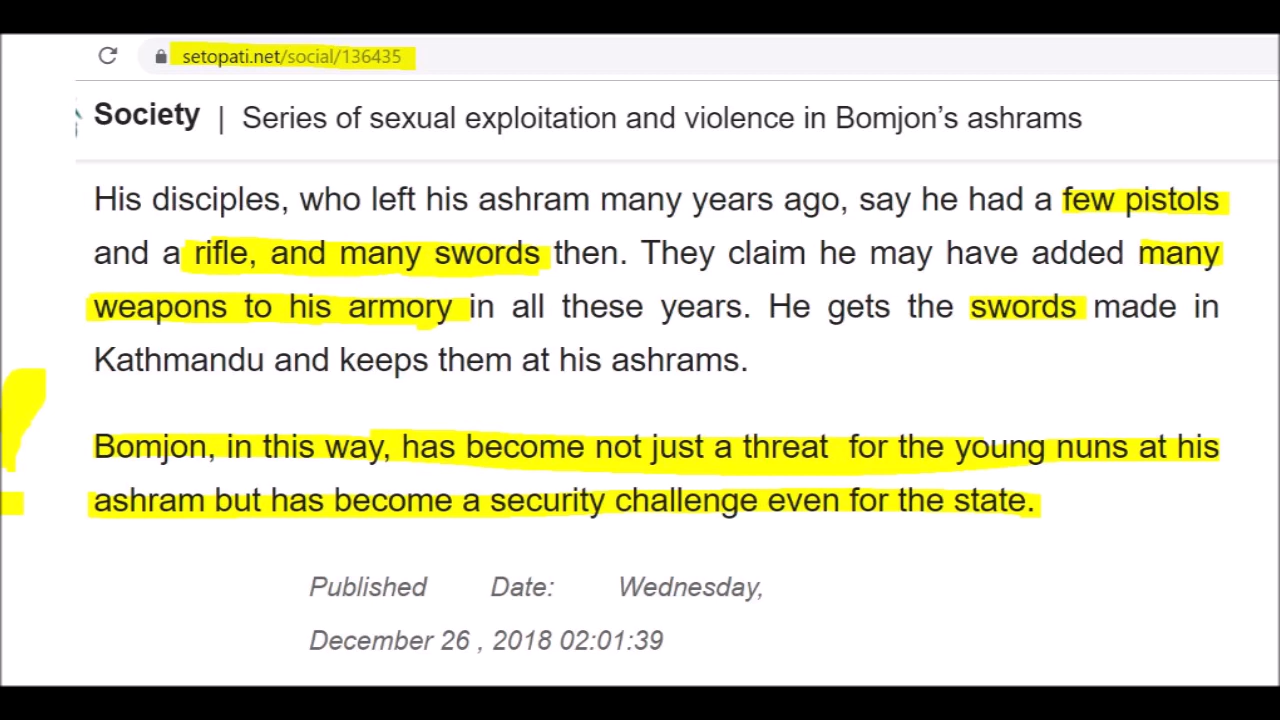 setopati.net/social/136435
Society | Series of sexual exploitation and violence in Bomjon’s ashrams
His disciples, who left his ashram many years ago, say he had a few pistols
and a rifle, and many swords then. They claim he may have added many
weapons to his armory in all these years. He gets the swords made in
Kathmandu and keeps them at his ashrams.
Bomjon, in this way, has become not just a threat for the young nuns at his
ashram but has become a security challenge even for the state.
Published Date: Wednesday,
December 26 , 2018 02:01:39